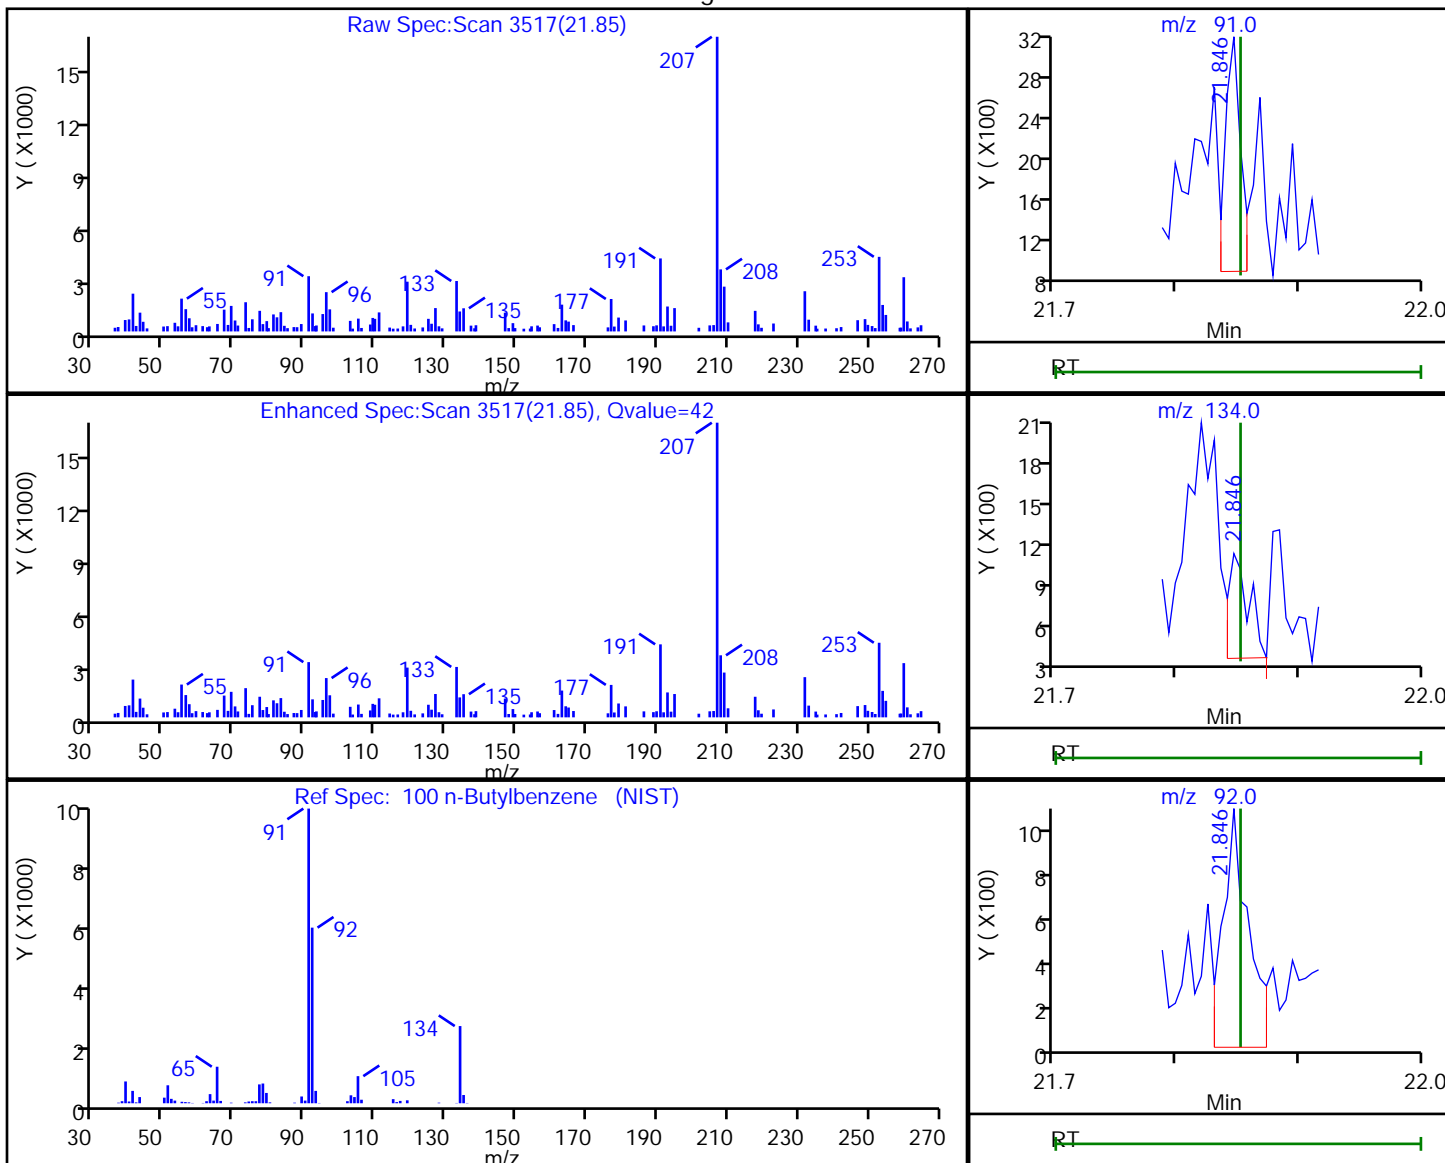 Raw Spec:Scan 3517(21.85)
Y ( X1000)
15
12
9
6
3
0
207
91
55
96
133
135
177
191
208
253
30 50 70 90 110 130 150 170 190 210 230 250 270
m/z
m/z 91.0
Y ( X100)
32
28
24
20
16
12
8
21.846
21.7 22.0
Min
RT
Enhanced Spec:Scan 3517(21.85), Qvalue=42
Y ( X1000)
15
12
9
6
3
0
207
91
55
96
133
135
177
191
208
253
30 50 70 90 110 130 150 170 190 210 230 250 270
m/z
m/z 134.0
Y ( X100)
21
18
15
12
9
6
3
21.846
21.7 22.0
Min
RT
Ref Spec: 100 n-Butylbenzene (NIST)
Y ( X1000)
10
8
6
4
2
0
91
92
134
65
105
30 50 70 90 110 130 150 170 190 210 230 250 270
m/z
m/z 92.0
Y ( X100)
10
8
6
4
2
0
21.846
21.7 22.0
Min
RT